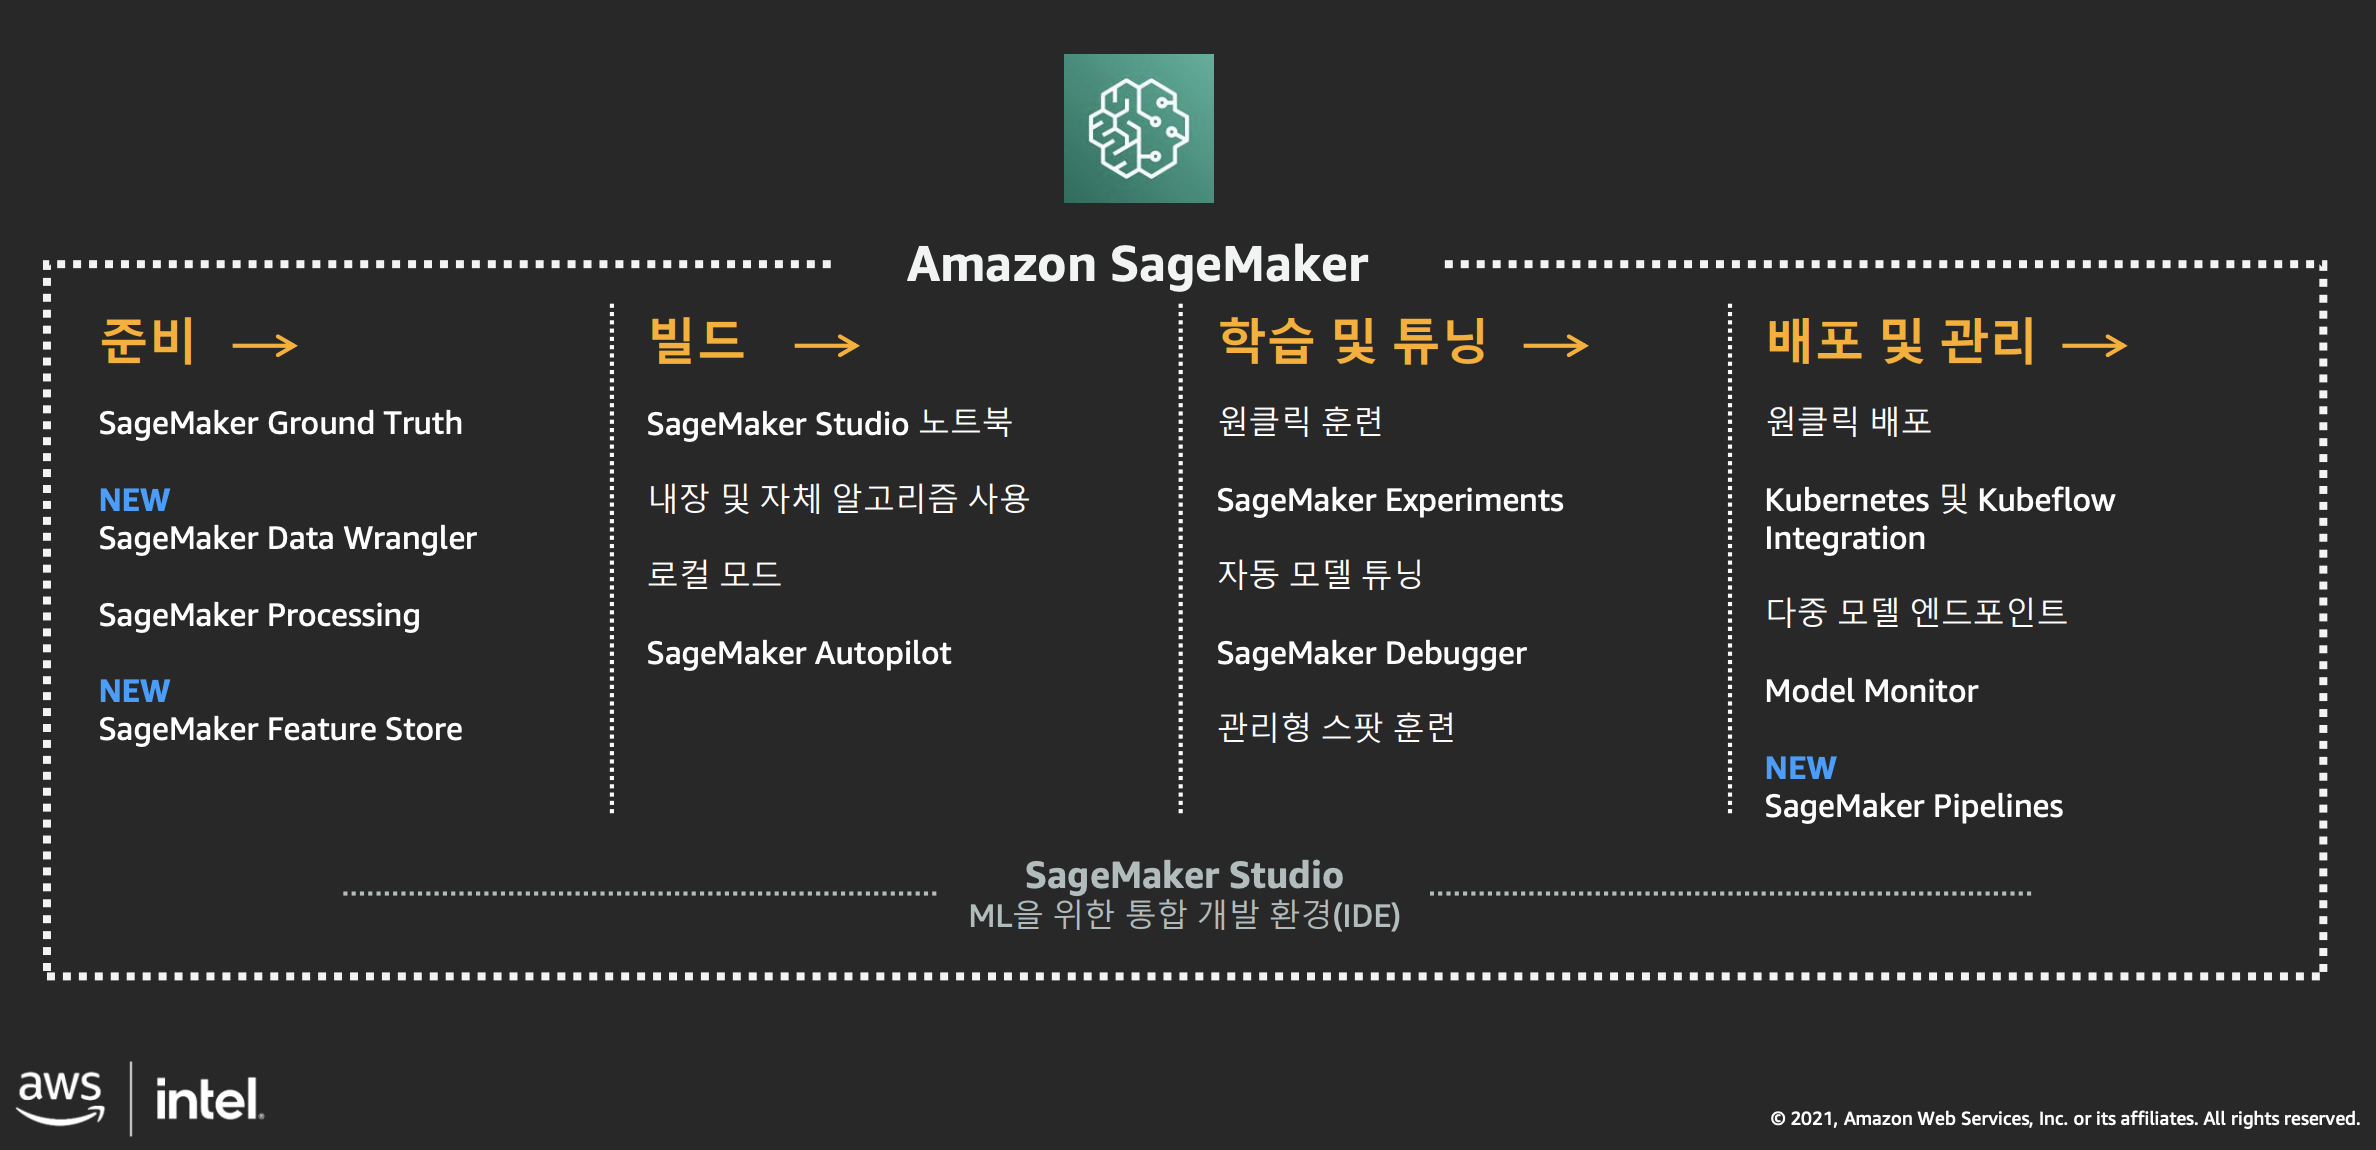 Amazon SageMaker
준비
SageMaker Ground Truth
NEW
SageMaker Data Wrangler
SageMaker Processing
NEW
SageMaker Feature Store
빌드
SageMaker Studio 노트북
내장 및 자체 알고리즘 사용
로컬 모드
SageMaker Autopilot
학습 및 튜닝
원클릭 훈련
SageMaker Experiments
자동 모델 튜닝
SageMaker Debugger
관리형 스팟 훈련
배포 및 관리
원클릭 배포
Kubernetes 및 Kubeflow
Integration
다중 모델 엔드포인트
Model Monitor
NEW
SageMaker Pipelines
SageMaker Studio
ML을 위한 통합 개발 환경(IDE)
aws
intel.
© 2021, Amazon Web Services, Inc. or its affiliates. All rights reserved.